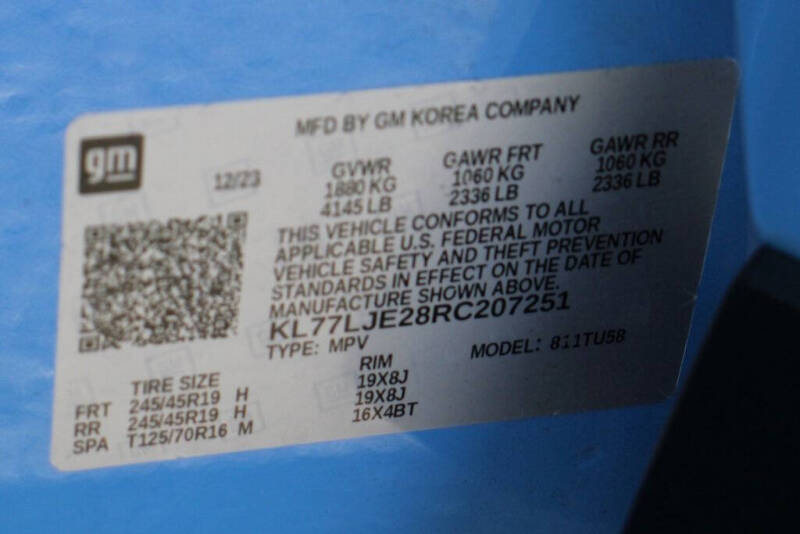 MFD BY GM KOREA COMPANY
gm
12/23
GVWR GAWR FRT GAWR RR
1880 KG 1060 KG 1060 KG
4145 LB 2336 LB 2336 LB
THIS VEHICLE CONFORMS TO ALL
APPLICABLE U.S. FEDERAL MOTOR
VEHICLE SAFETY AND THEFT PREVENTION
STANDARDS IN EFFECT ON THE DATE OF
MANUFACTURE SHOWN ABOVE.
KL77LJE28RC207251
TYPE: MPV MODEL: 811TU58
TIRE SIZE RIM
FRT 245/45R19 H 19X8J
RR 245/45R19 H 19X8J
SPA T125/70R16 M 16X4BT